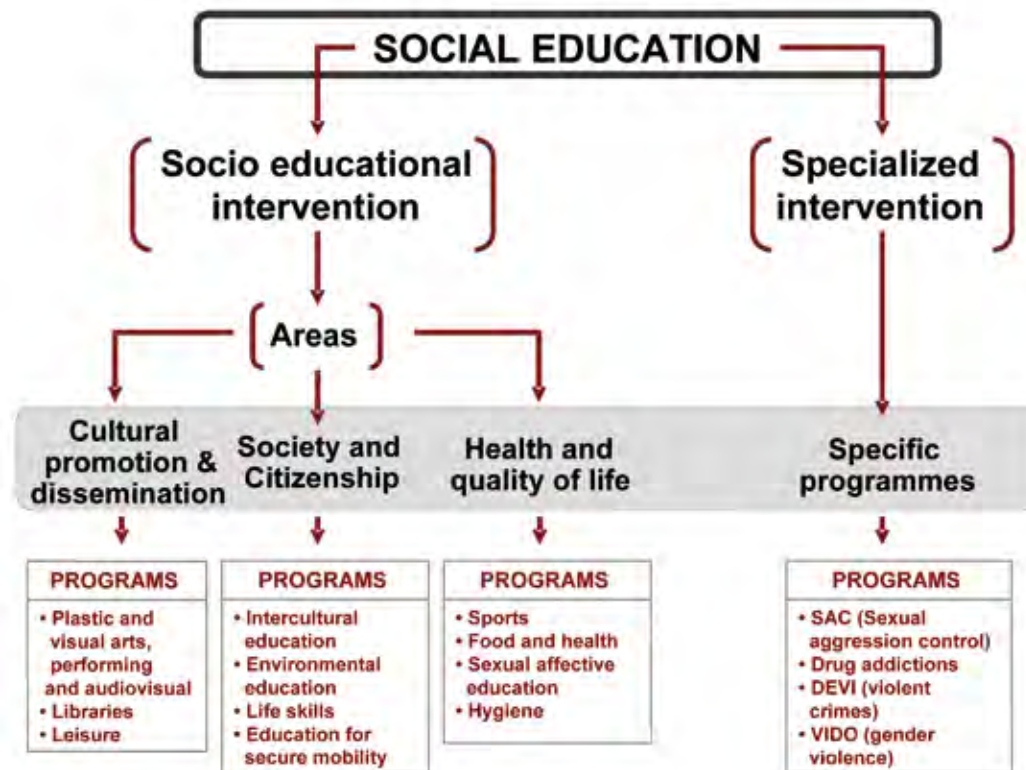 SOCIAL EDUCATION
Socio educational
intervention
Specialized
intervention
Areas
Cultural
promotion &
dissemination
Society and
Citizenship
Health and
quality of life
Specific
programmes
PROGRAMS
• Plastic and
visual arts,
performing
and audiovisual
• Libraries
• Leisure
PROGRAMS
• Intercultural
education
• Environmental
education
• Life skills
• Education for
secure mobility
PROGRAMS
• Sports
• Food and health
• Sexual affective
education
• Hygiene
PROGRAMS
• SAC (Sexual
aggression control)
• Drug addictions
• DEVI (violent
crimes)
• VIDO (gender
violence)